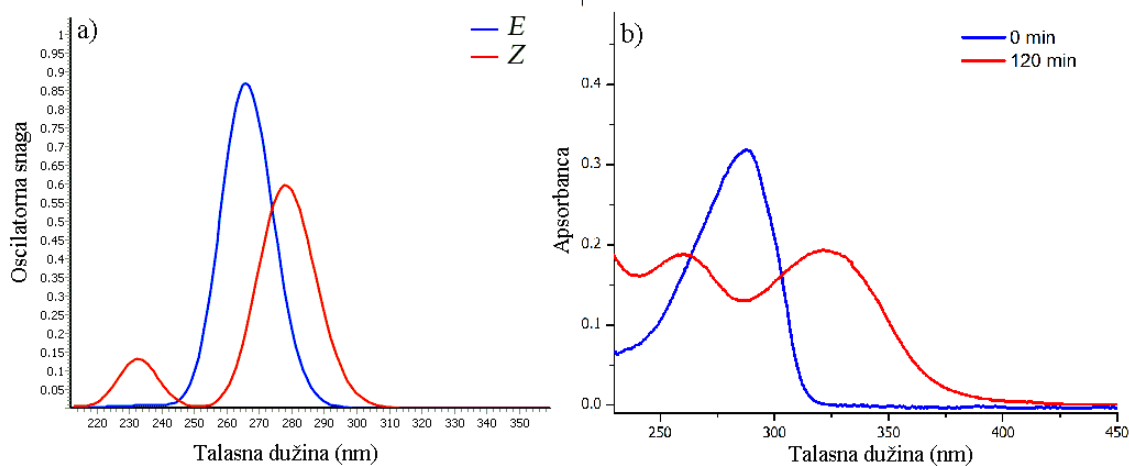 a)
E
Z
Oscilatorna snaga
1
0.95
0.9
0.85
0.8
0.75
0.7
0.65
0.6
0.55
0.5
0.45
0.4
0.35
0.3
0.25
0.2
0.15
0.1
0.05
220 230 240 250 260 270 280 290 300 310 320 330 340 350
Talasna dužina (nm)
b)
0 min
120 min
Apsorbanca
0.4
0.3
0.2
0.1
0.0
250 300 350 400 450
Talasna dužina (nm)